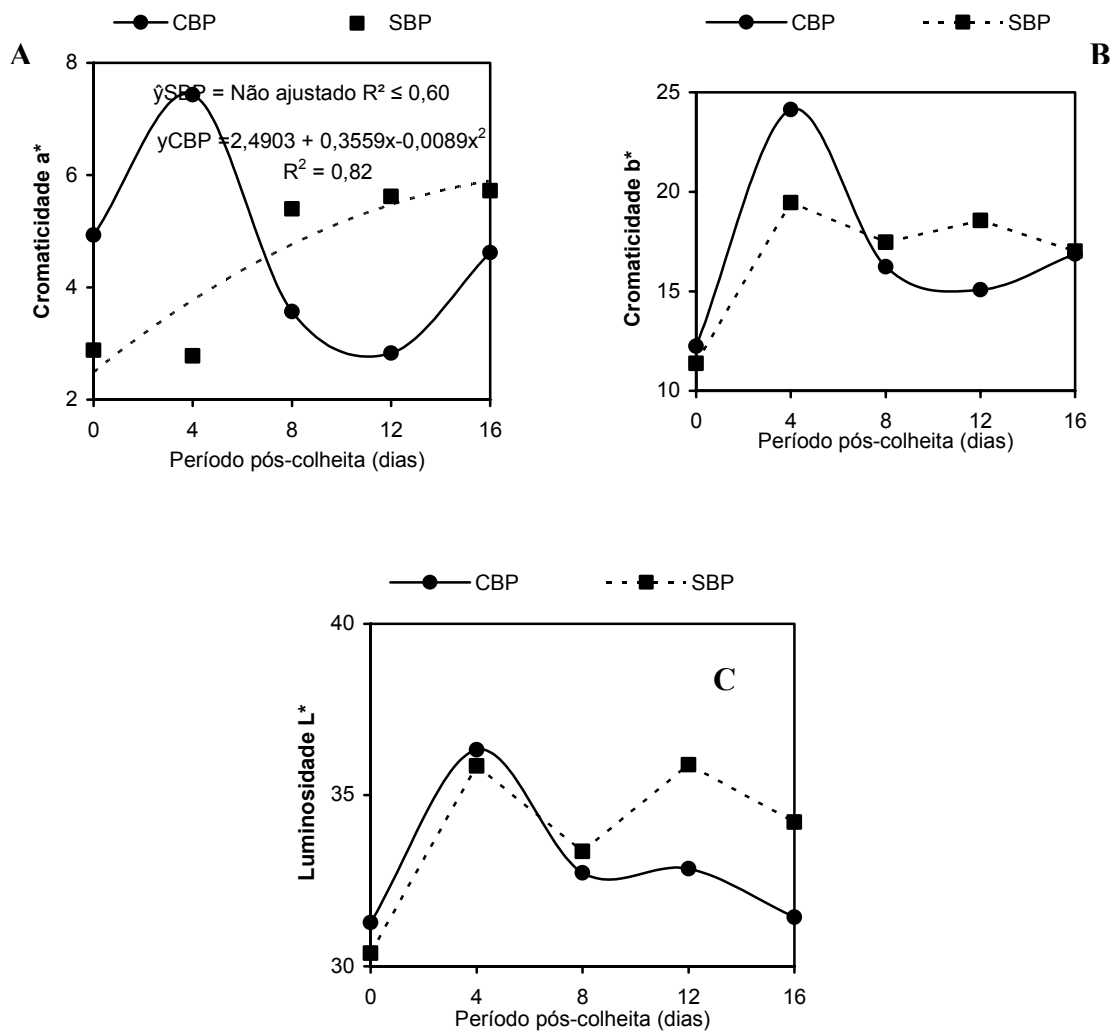 CBP SBP
A
8
6
4
2
Cromaticidade a*
ŷSBP = Não ajustado R² ≤ 0,60
yCBP =2,4903 + 0,3559x-0,0089x²
R² = 0,82
0 4 8 12 16
Período pós-colheita (dias)
CBP SBP
B
25
20
15
10
Cromaticidade b*
0 4 8 12 16
Período pós-colheita (dias)
CBP SBP
40
35
30
Luminosidade L*
C
0 4 8 12 16
Período pós-colheita (dias)